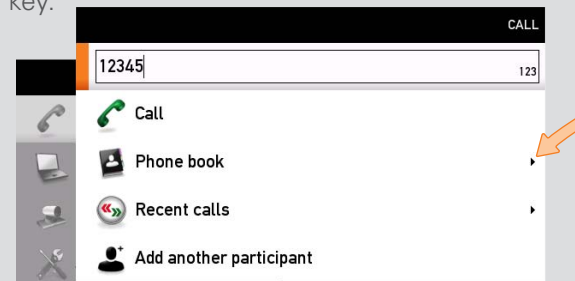 key.
CALL
12345
123
Call
Phone book
Recent calls
Add another participant